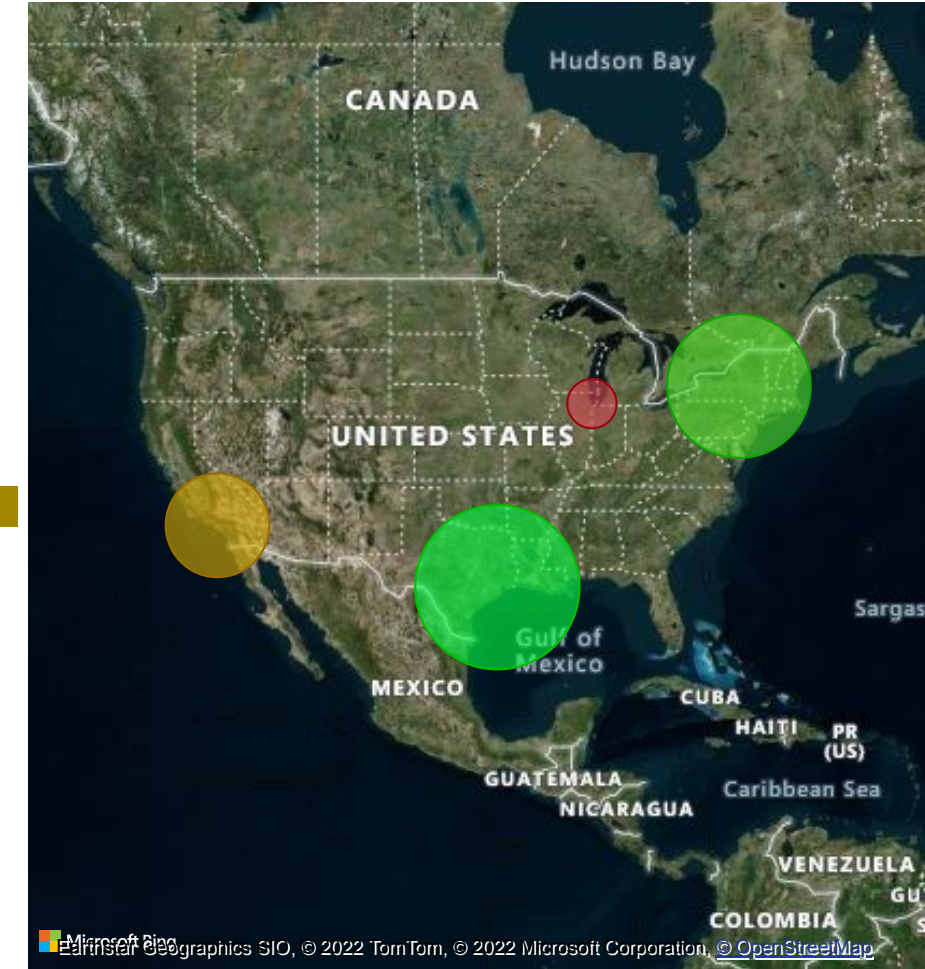 Hudson Bay
CANADA
UNITED STATES
Sargas
Gulf of
Mexico
MEXICO
CUBA
HAITI
PR
(US)
GUATEMALA
Caribbean Sea
NICARAGUA
VENEZUELA
GU
COLOMBIA
S
Microsoft Bing
Earthstar Geographics SIO, © 2022 TomTom, © 2022 Microsoft Corporation, © OpenStreetMap